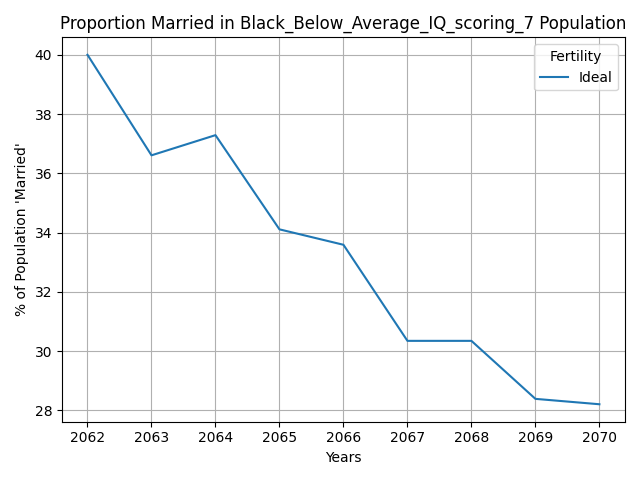 Proportion Married in Black_Below_Average_IQ_scoring_7 Population
Fertility
Ideal
% of Population 'Married'
40
38
36
34
32
30
28
2062 2063 2064 2065 2066 2067 2068 2069 2070
Years